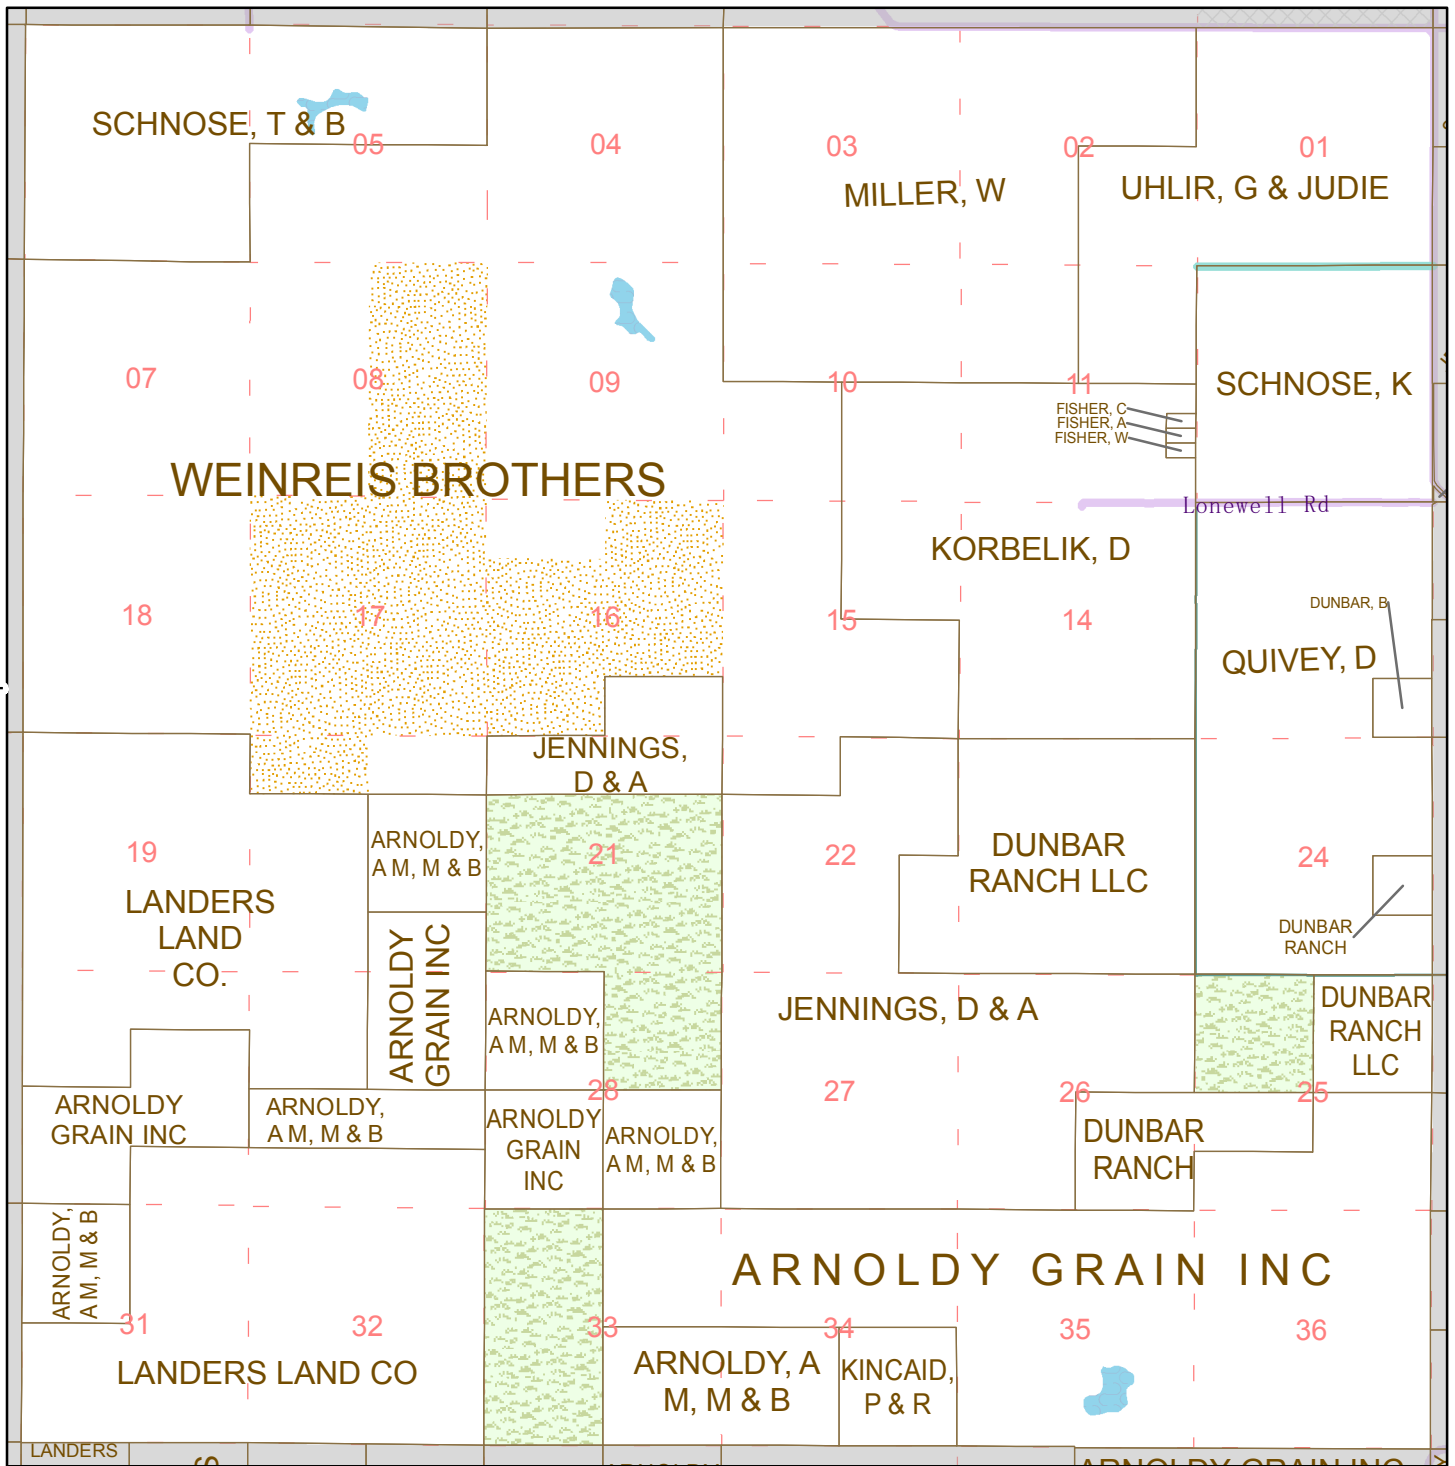 SCHNOSE, T & B
05
04
03
02
01
MILLER, W
UHLIR, G & JUDIE
07
08
09
10
11
SCHNOSE, K
FISHER, C
FISHER, A
FISHER, W
WEINREIS BROTHERS
Lonewell Rd
KORBELIK, D
18
17
16
15
14
DUNBAR, B
QUIVEY, D
JENNINGS,
D & A
19
ARNOLDY,
A M, M & B
21
22
DUNBAR
RANCH LLC
24
LANDERS
LAND
CO.
ARNOLDY
GRAIN INC
DUNBAR
RANCH
ARNOLDY,
A M, M & B
JENNINGS, D & A
DUNBAR
RANCH
LLC
28
27
26
25
ARNOLDY
GRAIN INC
ARNOLDY,
A M, M & B
ARNOLDY
GRAIN
INC
ARNOLDY,
A M, M & B
DUNBAR
RANCH
ARNOLDY,
A M, M & B
ARNOLDY GRAIN INC
31
32
33
34
35
36
LANDERS LAND CO
ARNOLDY, A
M, M & B
KINCAID,
P & R
LANDERS
ARNOLDY GRAIN INC